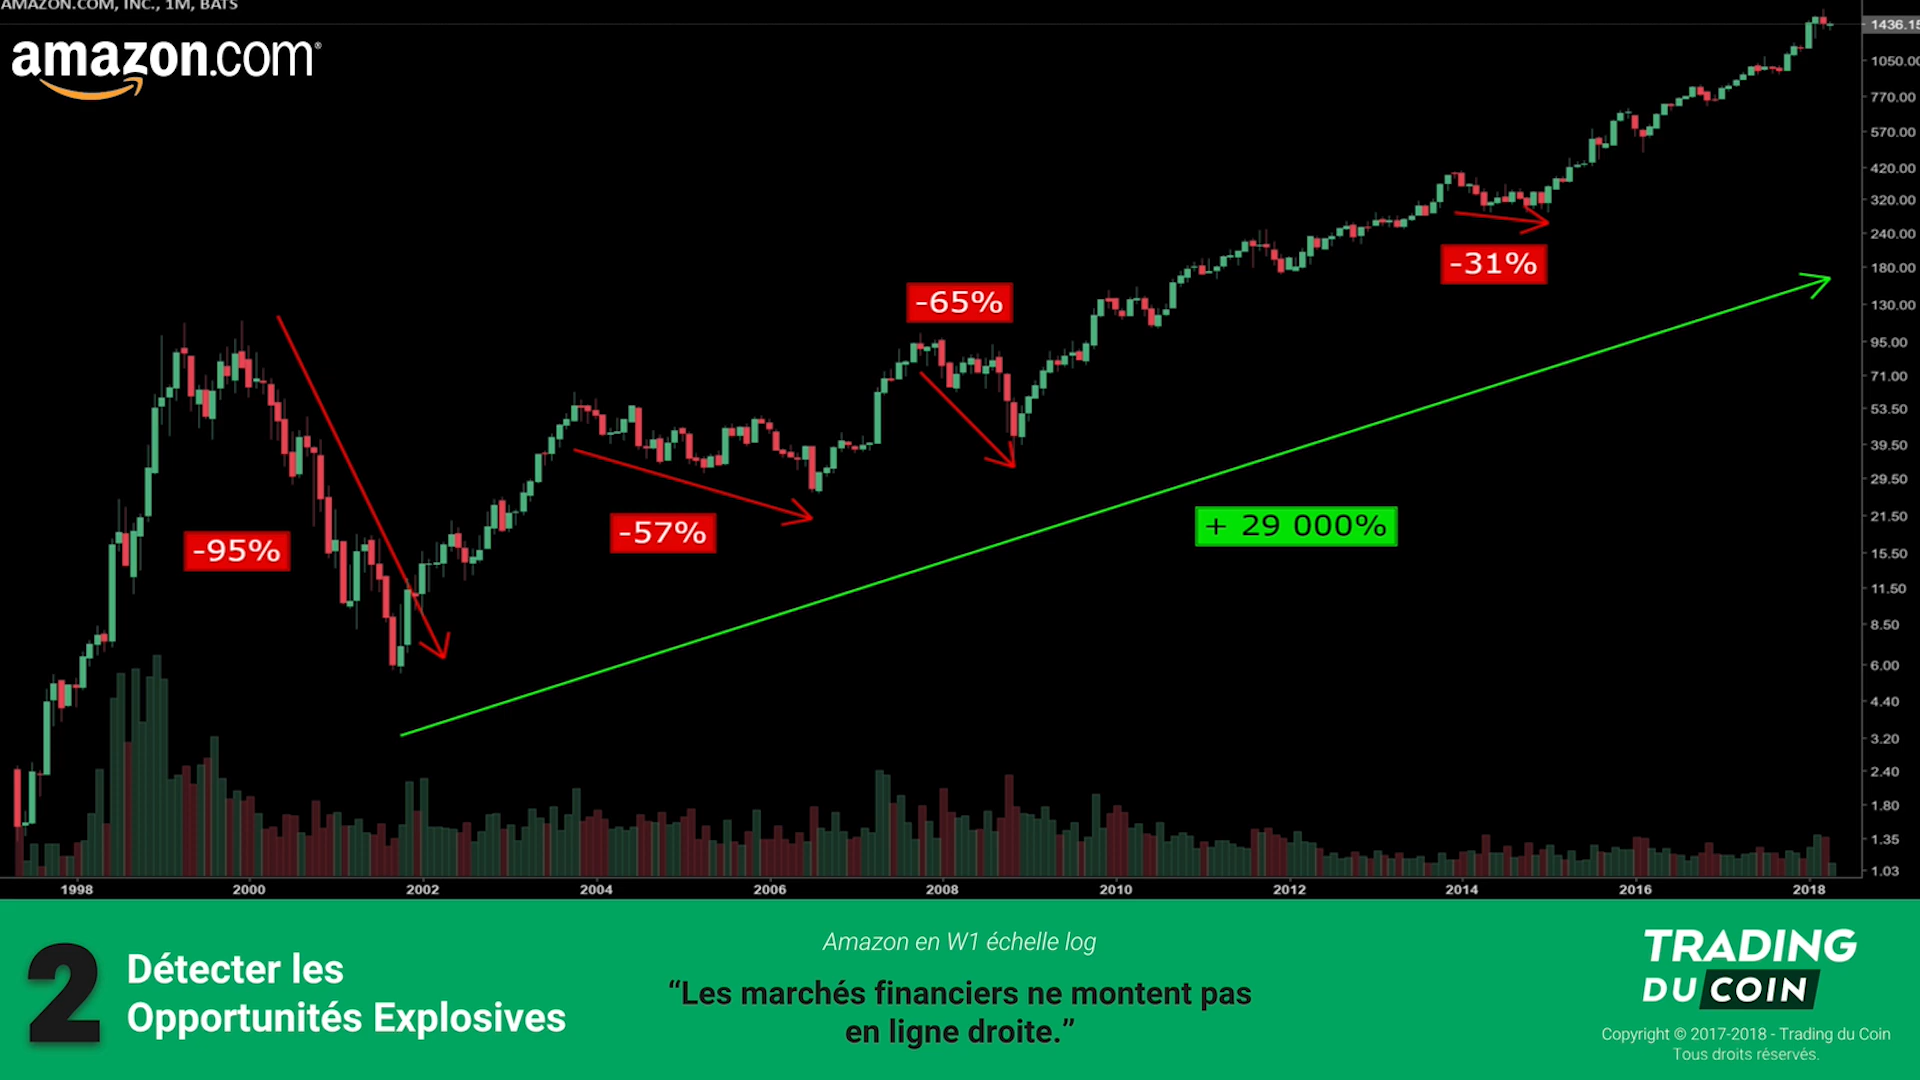 AMAZON.COM, INC., 1M, BATS
amazon.com®
1436.15
1050.00
770.00
570.00
420.00
320.00
240.00
180.00
130.00
95.00
71.00
53.50
39.50
29.50
21.50
15.50
11.50
8.50
6.00
4.40
3.20
2.40
1.80
1.35
1.03
-31%
-65%
+ 29 000%
-57%
-95%
1998 2000 2002 2004 2006 2008 2010 2012 2014 2016 2018
2
Détecter les
Opportunités Explosives
Amazon en W1 échelle log
“Les marchés financiers ne montent pas
en ligne droite.”
TRADING
DU COIN
Copyright © 2017-2018 - Trading du Coin
Tous droits réservés.